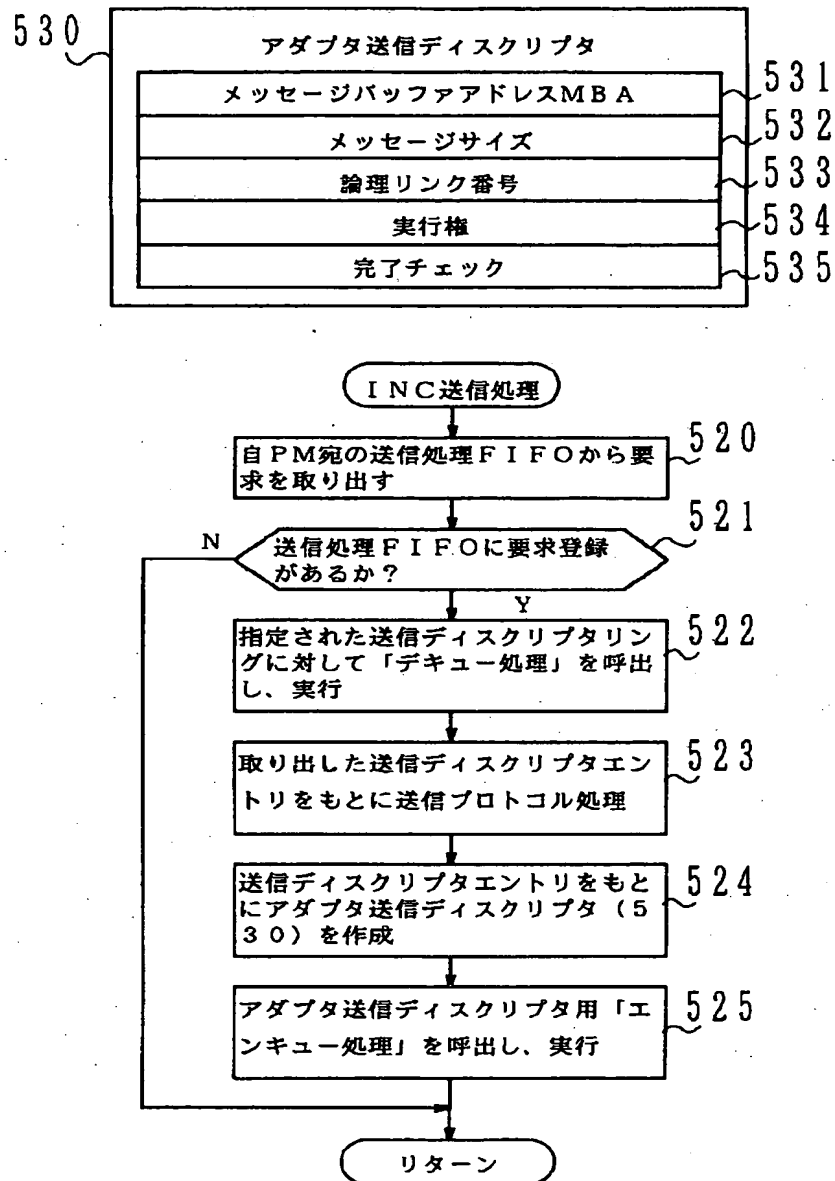 530
アダプタ送信ディスクリプタ
メッセージバッファアドレスMBA
531
メッセージサイズ
532
論理リンク番号
533
実行権
534
完了チェック
535
INC送信処理
自PM宛の送信処理FIFOから要
求を取り出す
520
送信処理FIFOに要求登録
があるか？
521
N
Y
指定された送信ディスクリプタリン
グに対して「デキュー処理」を呼出
し、実行
522
取り出した送信ディスクリプタエン
トリをもとに送信プロトコル処理
523
送信ディスクリプタエントリをもと
にアダプタ送信ディスクリプタ（5
30）を作成
524
アダプタ送信ディスクリプタ用「エ
ンキュー処理」を呼出し、実行
525
リターン